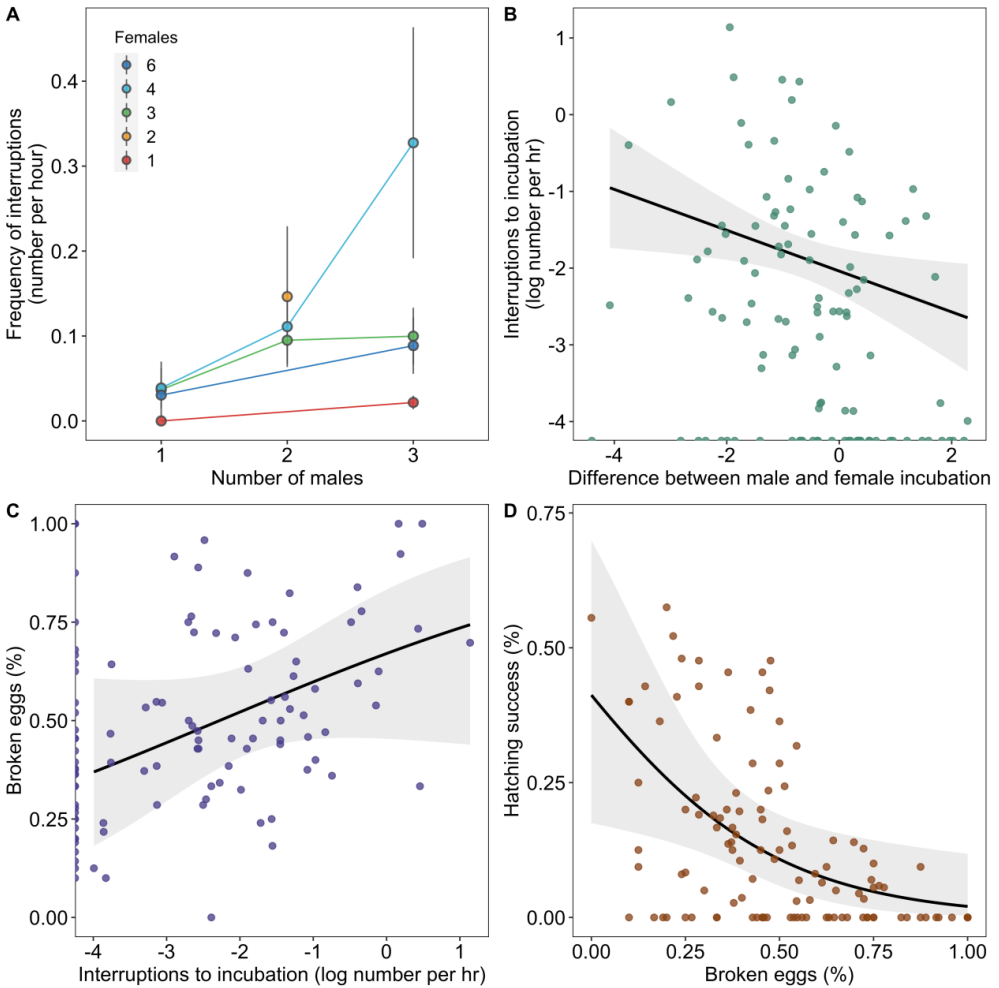 A
Frequency of interruptions
(number per hour)
0.4
0.3
0.2
0.1
0.0
Females
6
4
3
2
1
1 2 3
Number of males
B
Interruptions to incubation
(log number per hr)
1
0
-1
-2
-3
-4
-4 -2 0 2
Difference between male and female incubation
C
Broken eggs (%)
1.00
0.75
0.50
0.25
0.00
-4 -3 -2 -1 0 1
Interruptions to incubation (log number per hr)
D
Hatching success (%)
0.75
0.50
0.25
0.00
0.00 0.25 0.50 0.75 1.00
Broken eggs (%)